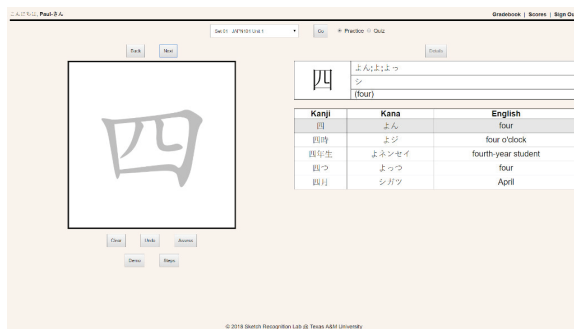 こんにちは, Paul-さん
Gradebook | Scores | Sign Ou
Set 01 JAPN101 Unit 1
Go
Practice
Quiz
Back
Next
Details
四
四
よん;よ;よっ
シ
(four)
Kanji Kana English
四 よん four
四時 よジ four o'clock
四年生 よネンセイ fourth-year student
四つ よっつ four
四月 シガツ April
Clear
Undo
Assess
Demo
Steps
© 2018 Sketch Recognition Lab @ Texas A&M University